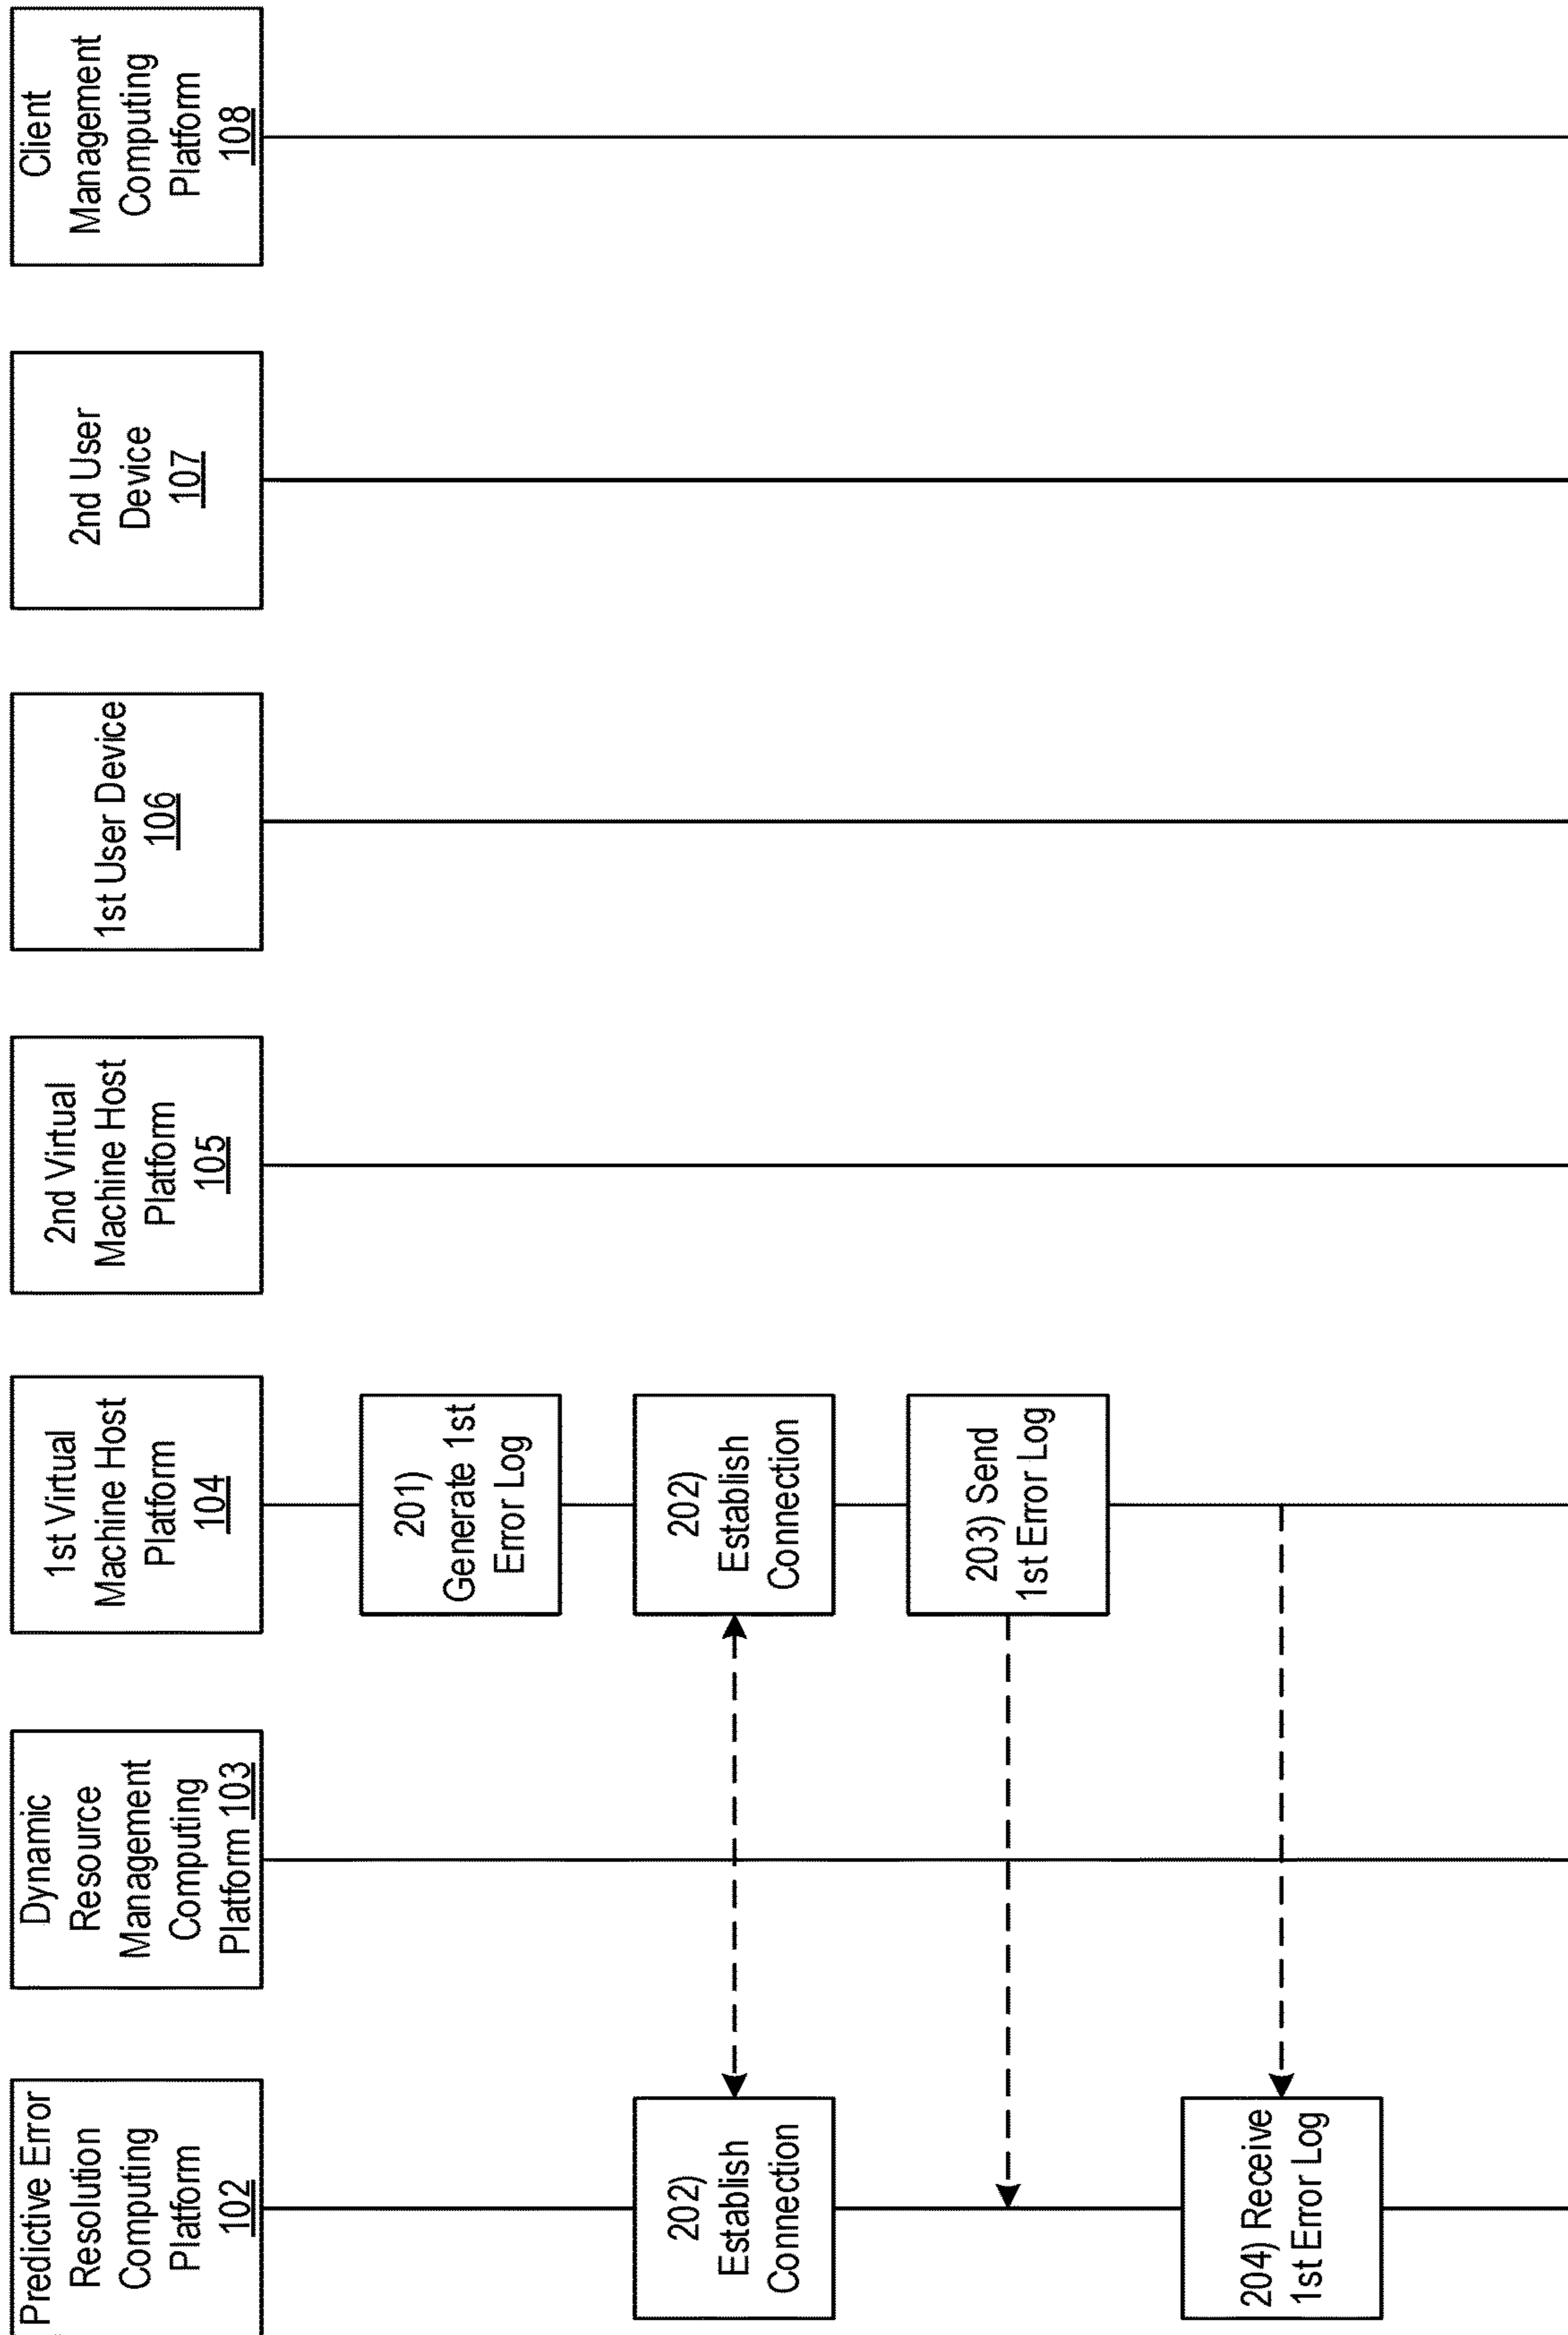 Predictive Error
Resolution
Computing
Platform
102
Dynamic
Resource
Management
Computing
Platform 103
1st Virtual
Machine Host
Platform
104
2nd Virtual
Machine Host
Platform
105
1st User Device
106
2nd User
Device
107
Client
Management
Computing
Platform
108
201)
Generate 1st
Error Log
202)
Establish
Connection
202)
Establish
Connection
203) Send
1st Error Log
204) Receive
1st Error Log